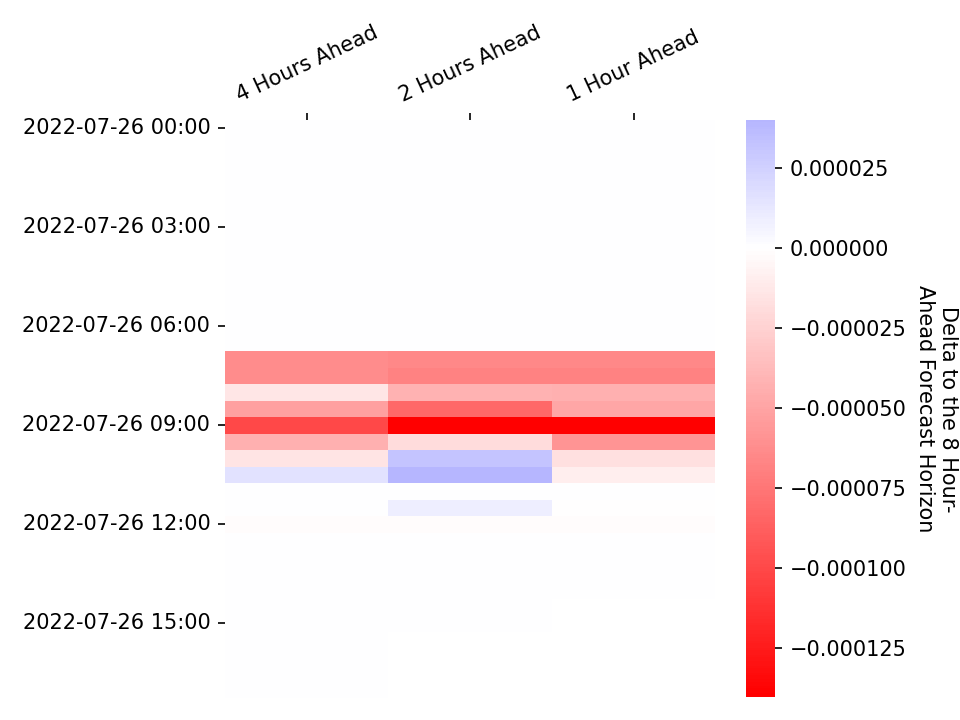 4 Hours Ahead
2 Hours Ahead
1 Hour Ahead
2022-07-26 00:00
2022-07-26 03:00
2022-07-26 06:00
2022-07-26 09:00
2022-07-26 12:00
2022-07-26 15:00
0.000025
0.000000
−0.000025
−0.000050
−0.000075
−0.000100
−0.000125
Delta to the 8 Hour-
Ahead Forecast Horizon